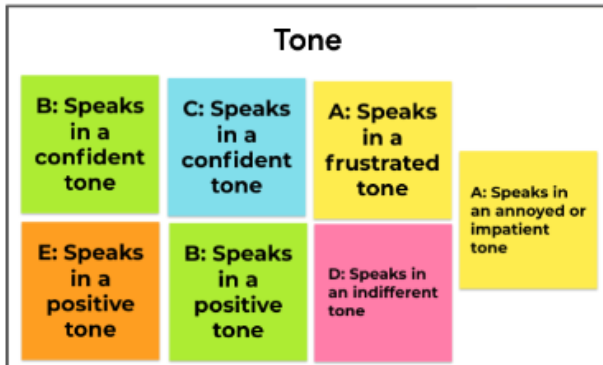 Tone
B: Speaks
in a
confident
tone
C: Speaks
in a
confident
tone
A: Speaks
in a
frustrated
tone
A: Speaks in
an annoyed or
impatient
tone
E: Speaks
in a
positive
tone
B: Speaks
in a
positive
tone
D: Speaks in
an indifferent
tone